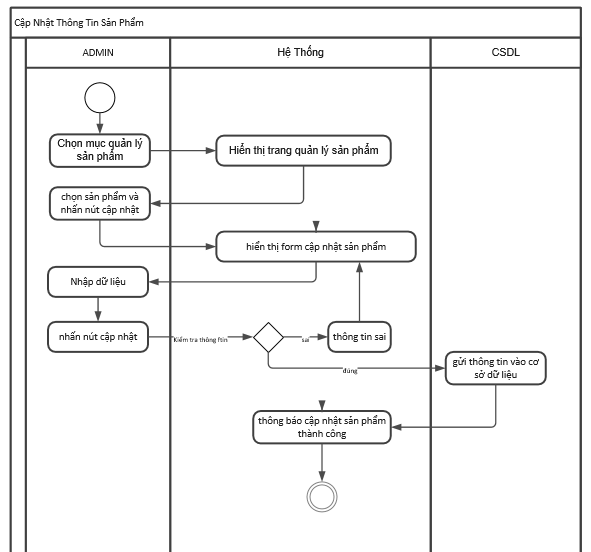 Cập Nhật Thông Tin Sản Phẩm
ADMIN
Hệ Thống
CSDL
Chọn mục quản lý
sản phẩm
Hiển thị trang quản lý sản phẩm
chọn sản phẩm và
nhấn nút cập nhật
hiển thị form cập nhật sản phẩm
Nhập dữ liệu
nhấn nút cập nhật
Kiểm tra thông ftin
sai
thông tin sai
đúng
gửi thông tin vào cơ
sở dữ liệu
thông báo cập nhật sản phẩm
thành công